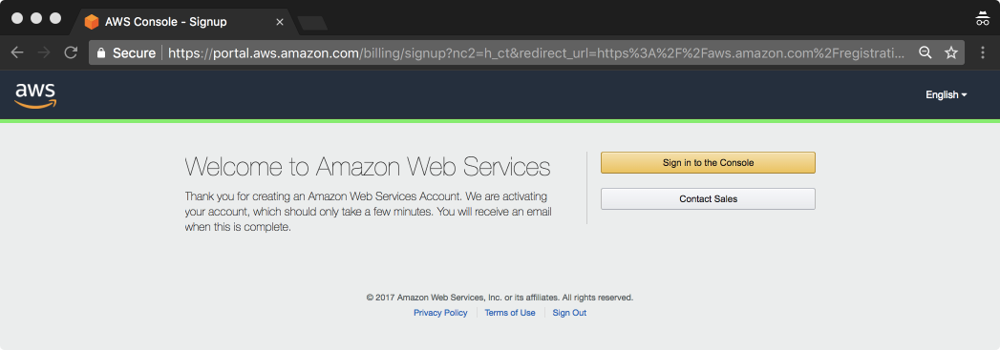 AWS Console - Signup
Secure
https://portal.aws.amazon.com/billing/signup?nc2=h_ct&redirect_url=https%3A%2F%2Faws.amazon.com%2Fregistrati...
aws
English
Welcome to Amazon Web Services
Thank you for creating an Amazon Web Services Account. We are activating
your account, which should only take a few minutes. You will receive an email
when this is complete.
Sign in to the Console
Contact Sales
© 2017 Amazon Web Services, Inc. or its affiliates. All rights reserved.
Privacy Policy Terms of Use Sign Out